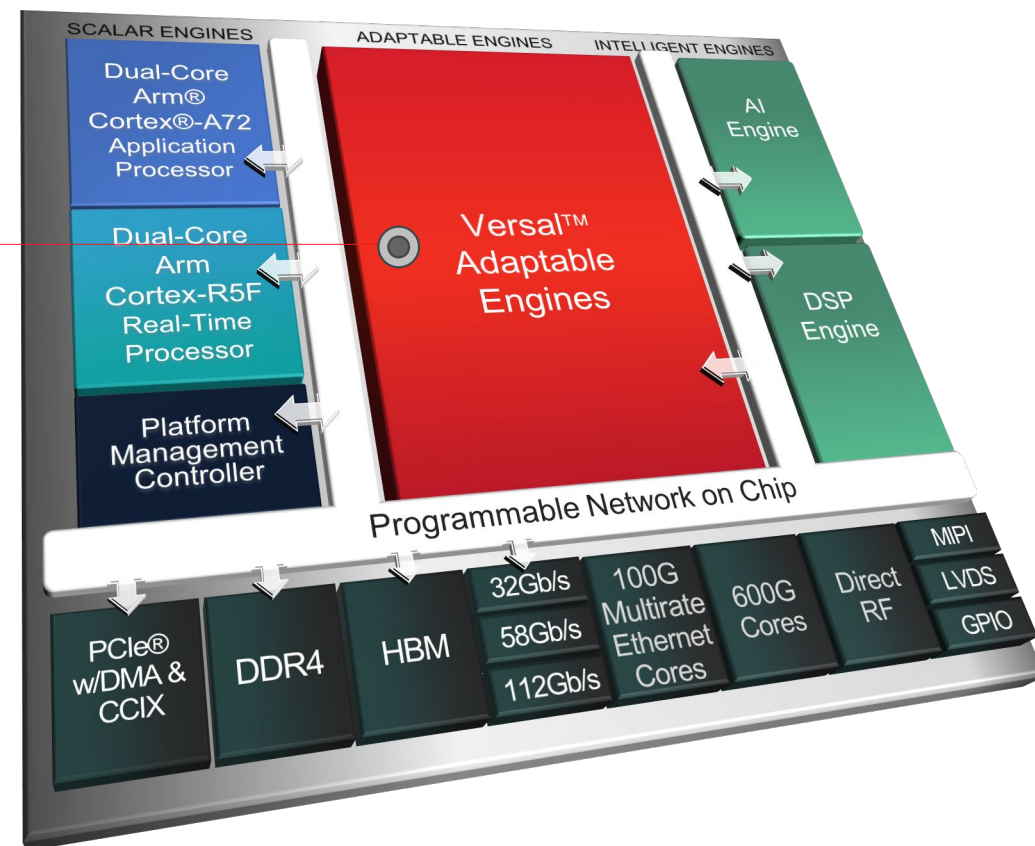 SCALAR ENGINES
ADAPTABLE ENGINES
INTELLIGENT ENGINES
Dual-Core
Arm®
Cortex®-A72
Application
Processor
Dual-Core
Arm
Cortex-R5F
Real-Time
Processor
Platform
Management
Controller
Versal™
Adaptable
Engines
AI
Engine
DSP
Engine
Programmable Network on Chip
PCIe®
w/DMA &
CCIX
DDR4
HBM
32Gb/s
58Gb/s
112Gb/s
100G
Multirate
Ethernet
Cores
600G
Cores
Direct
RF
MIPI
LVDS
GPIO